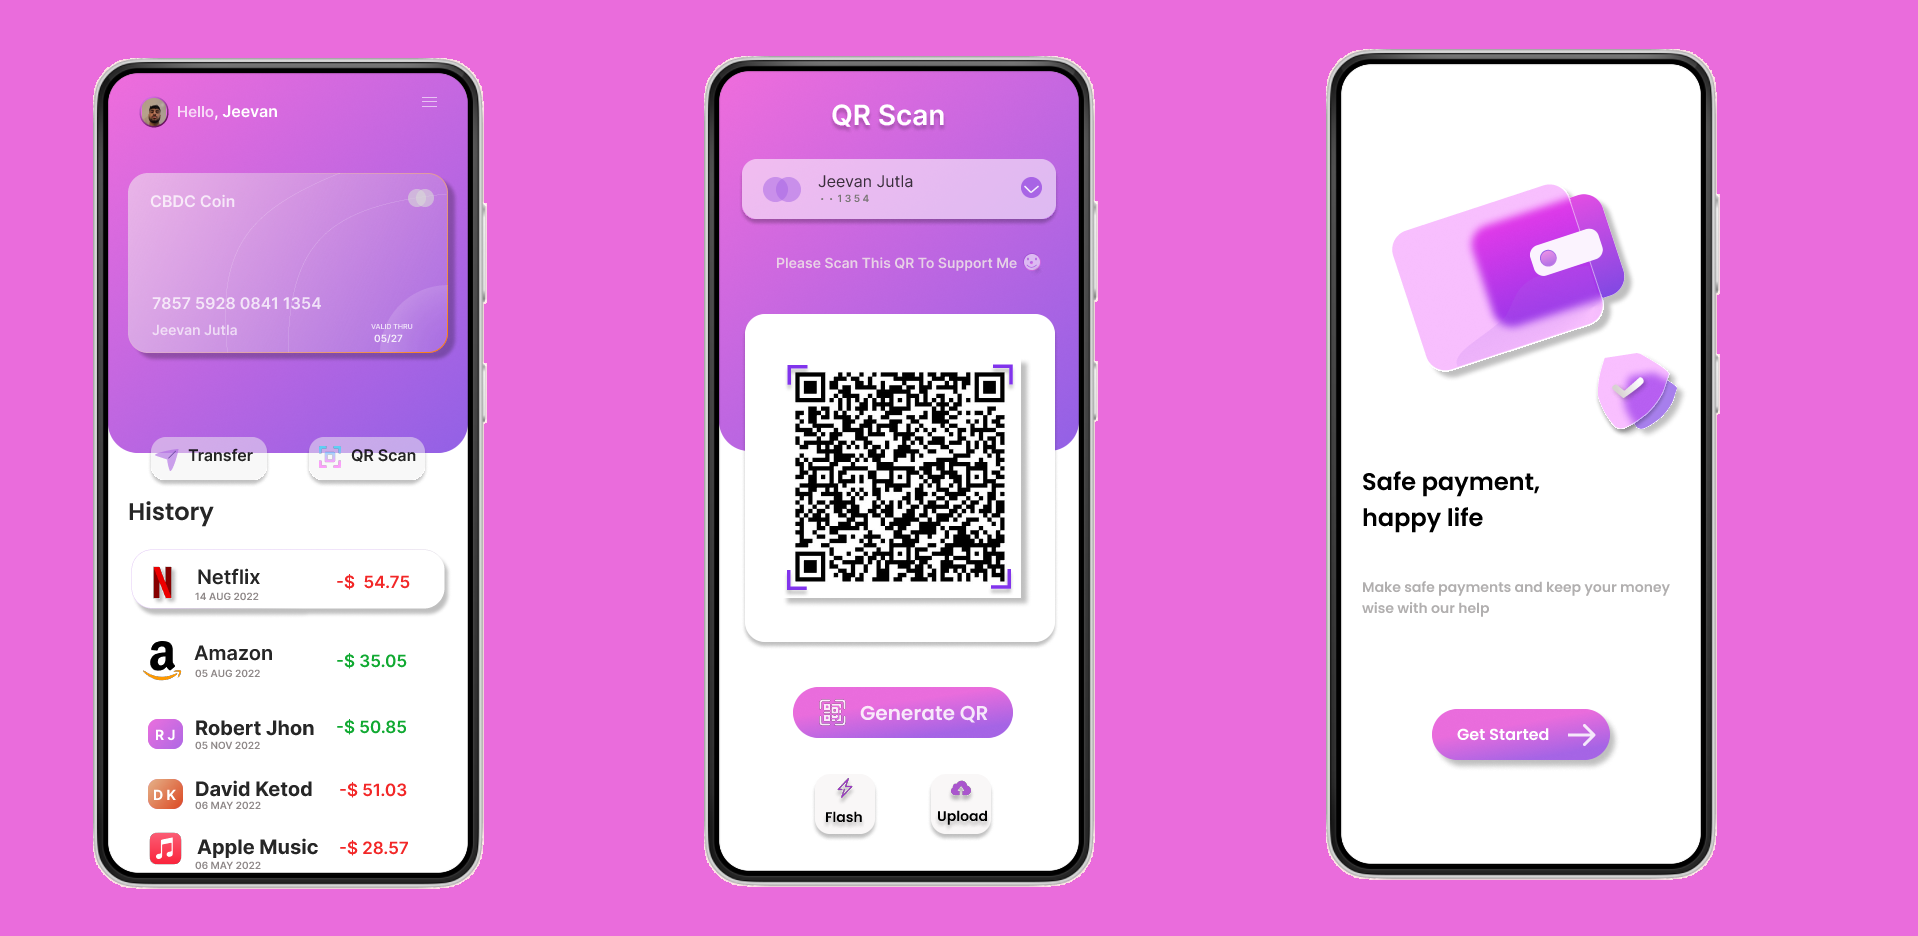 Hello, Jeevan
CBDC Coin
7857 5928 0841 1354
Jeevan Jutla
VALID THRU
05/27
Transfer
QR Scan
History
Netflix
14 AUG 2022
-$ 54.75
Amazon
05 AUG 2022
-$ 35.05
R J
Robert Jhon
05 NOV 2022
-$ 50.85
D K
David Ketod
06 MAY 2022
-$ 51.03
Apple Music
06 MAY 2022
-$ 28.57
QR Scan
Jeevan Jutla
· · 1354
Please Scan This QR To Support Me
Generate QR
Flash
Upload
Safe payment,
happy life
Make safe payments and keep your money
wise with our help
Get Started